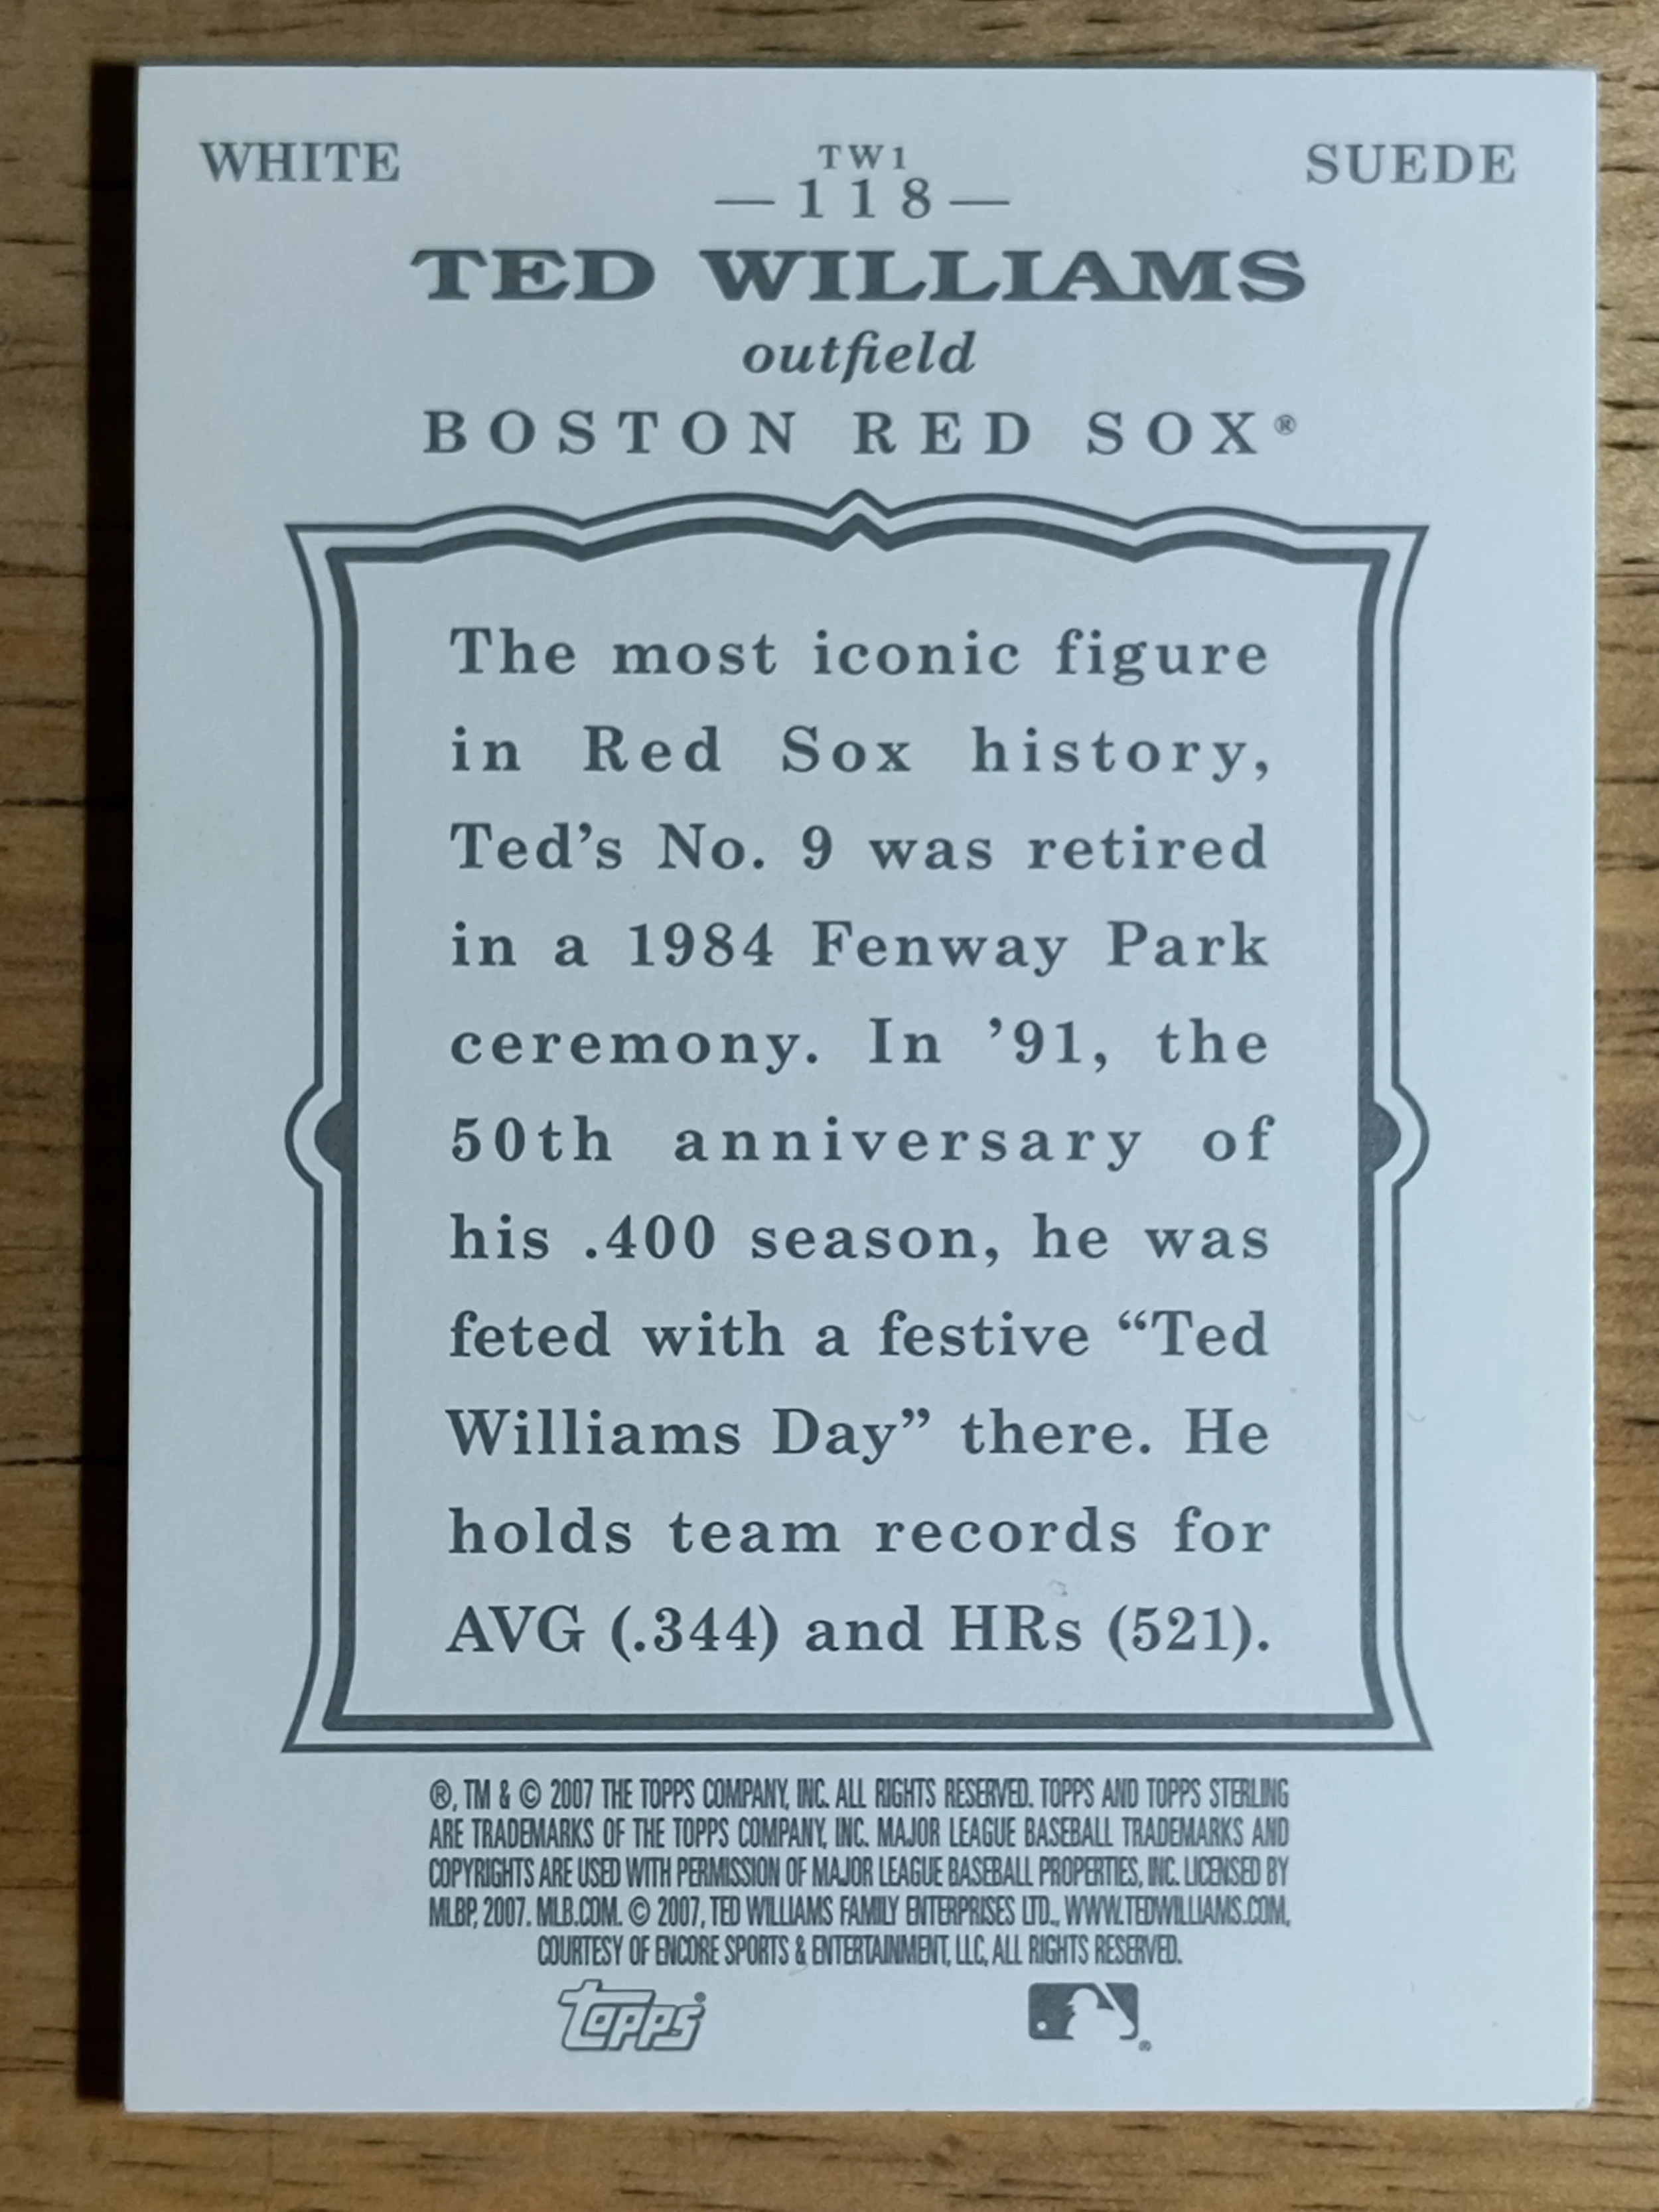 WHITE TW1 SUEDE
—118—
TED WILLIAMS
outfield
BOSTON RED SOX®
The most iconic figure
in Red Sox history,
Ted’s No. 9 was retired
in a 1984 Fenway Park
ceremony. In ’91, the
50th anniversary of
his .400 season, he was
feted with a festive “Ted
Williams Day” there. He
holds team records for
AVG (.344) and HRs (521).
®, TM & © 2007 THE TOPPS COMPANY, INC. ALL RIGHTS RESERVED. TOPPS AND TOPPS STERLING
ARE TRADEMARKS OF THE TOPPS COMPANY, INC. MAJOR LEAGUE BASEBALL TRADEMARKS AND
COPYRIGHTS ARE USED WITH PERMISSION OF MAJOR LEAGUE BASEBALL PROPERTIES, INC. LICENSED BY
MLBP, 2007. MLB.COM. © 2007, TED WILLIAMS FAMILY ENTERPRISES LTD., WWW.TEDWILLIAMS.COM,
COURTESY OF ENCORE SPORTS & ENTERTAINMENT, LLC, ALL RIGHTS RESERVED.
Topps® ®